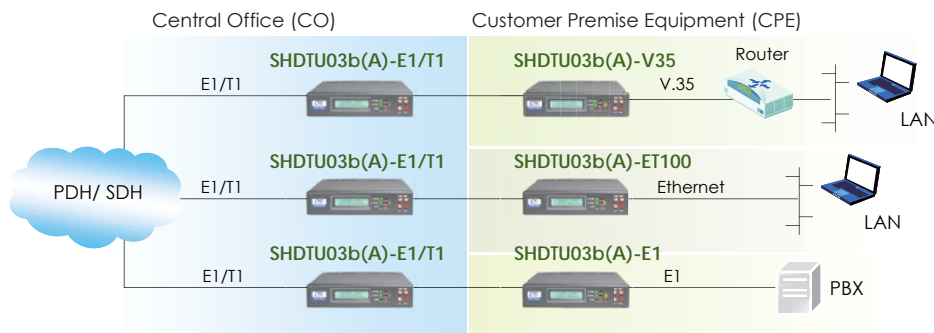 Central Office (CO)
Customer Premise Equipment (CPE)
SHDTU03b(A)-E1/T1
SHDTU03b(A)-V35
Router
E1/T1
V.35
LAN
SHDTU03b(A)-E1/T1
SHDTU03b(A)-ET100
PDH/ SDH
E1/T1
Ethernet
LAN
SHDTU03b(A)-E1/T1
SHDTU03b(A)-E1
E1/T1
E1
PBX